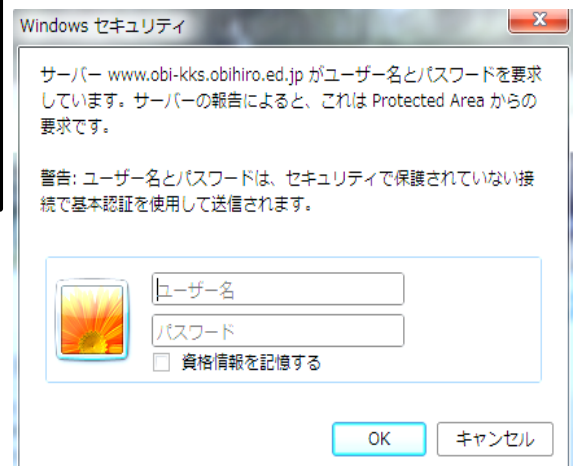 Windows セキュリティ
サーバー www.obi-kks.obihiro.ed.jp がユーザー名とパスワードを要求
しています。サーバーの報告によると、これは Protected Area からの
要求です。
警告: ユーザー名とパスワードは、セキュリティで保護されていない接
続で基本認証を使用して送信されます。
ユーザー名
パスワード
資格情報を記憶する
OK キャンセル